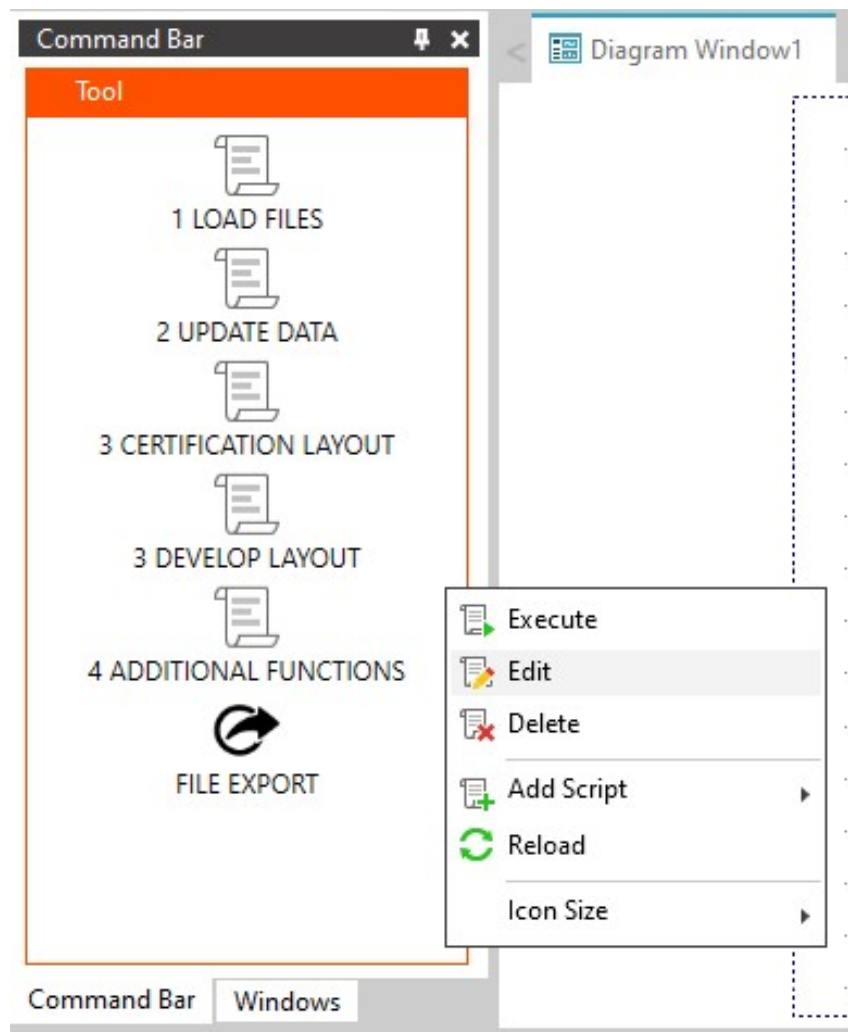 Command Bar
Diagram Window1
Tool
1 LOAD FILES
2 UPDATE DATA
3 CERTIFICATION LAYOUT
3 DEVELOP LAYOUT
4 ADDITIONAL FUNCTIONS
FILE EXPORT
Execute
Edit
Delete
Add Script
Reload
Icon Size
Command Bar
Windows